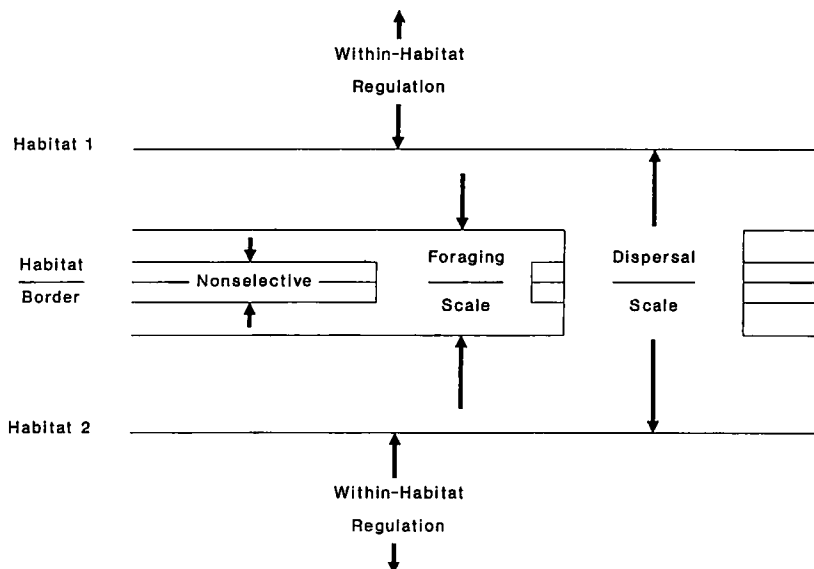 Within-Habitat
Regulation
Habitat 1
Habitat
Border
Nonselective
Foraging
Scale
Dispersal
Scale
Habitat 2
Within-Habitat
Regulation